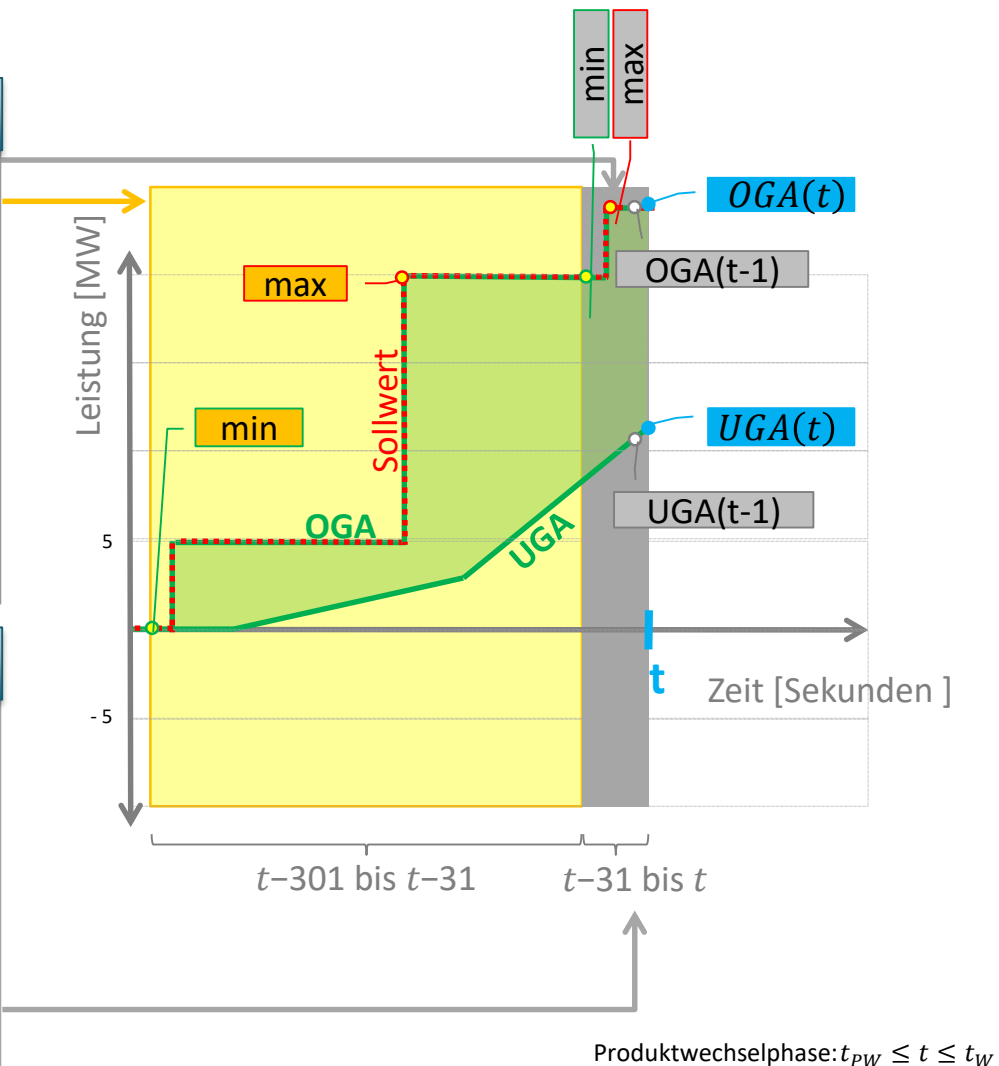 min
max
OGA(t)
OGA(t-1)
max
Leistung [MW]
Sollwert
min
UGA(t)
UGA(t-1)
OGA
UGA
5
t
Zeit [Sekunden ]
- 5
t−301 bis t−31
t−31 bis t
Produktwechselphase: t_PW ≤ t ≤ t_W